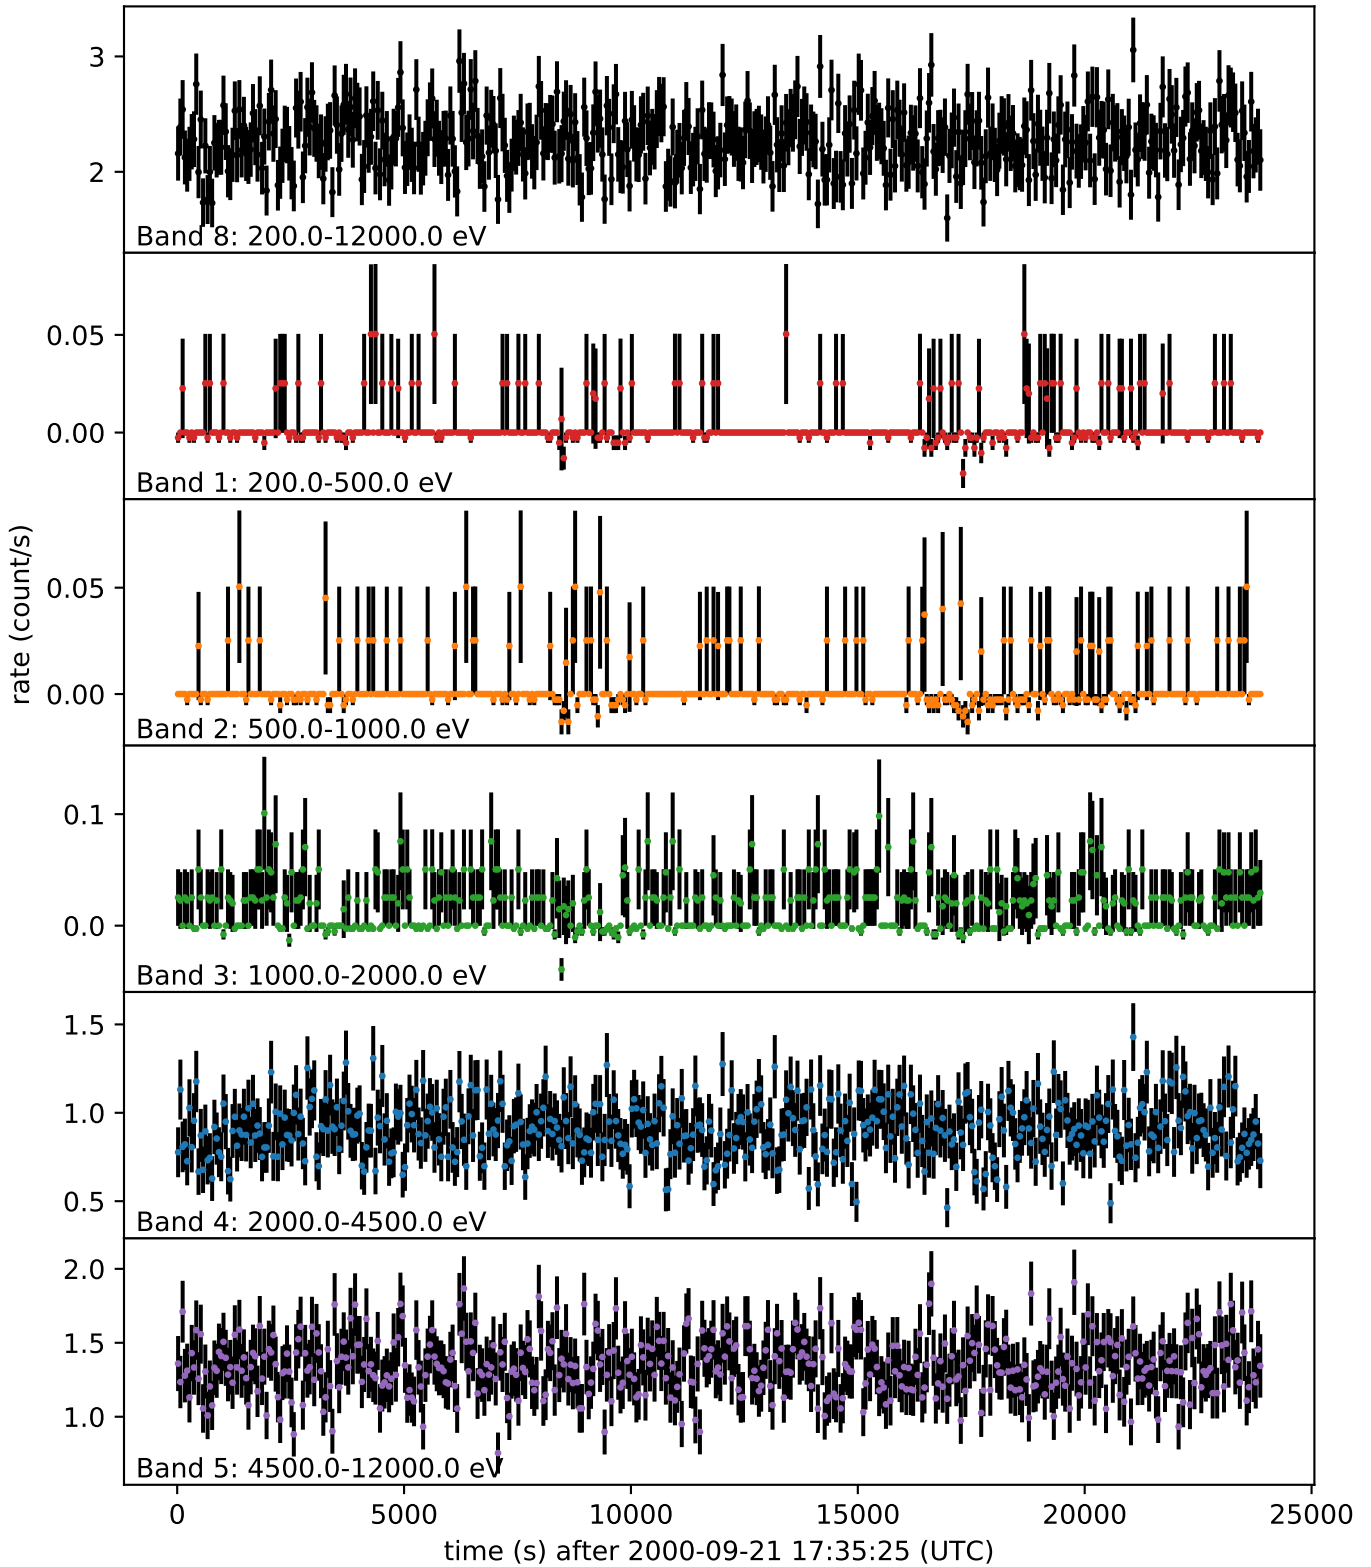 3
2
Band 8: 200.0-12000.0 eV
0.05
0.00
Band 1: 200.0-500.0 eV
0.05
0.00
Band 2: 500.0-1000.0 eV
rate (count/s)
0.1
0.0
Band 3: 1000.0-2000.0 eV
1.5
1.0
0.5
Band 4: 2000.0-4500.0 eV
2.0
1.5
1.0
Band 5: 4500.0-12000.0 eV
0 5000 10000 15000 20000 25000
time (s) after 2000-09-21 17:35:25 (UTC)